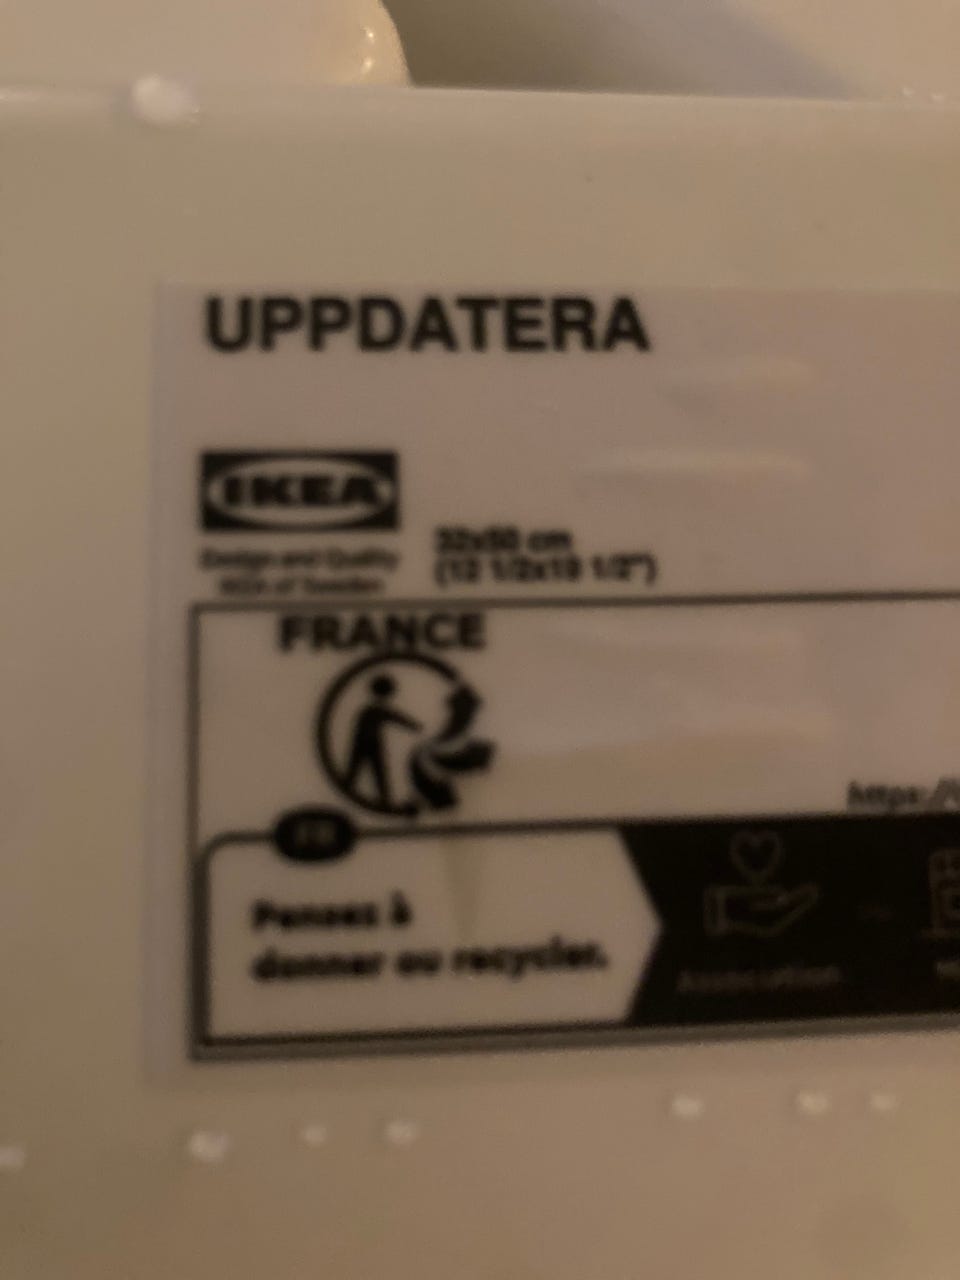 UPPDATERA
IKEA
Design and Quality
IKEA of Sweden
32x50 cm
(12 1/2x19 1/2")
FRANCE
FR
https://
Pensez à
donner ou recycler.
Association